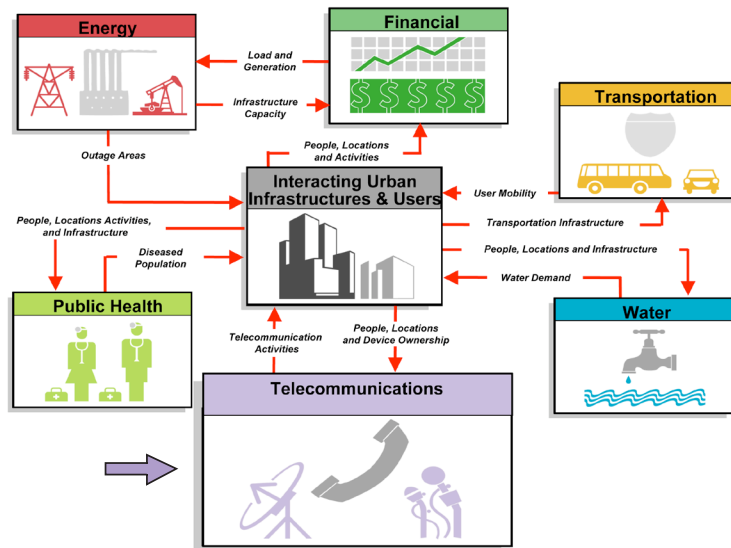 Energy
Financial
Load and
Generation
Infrastructure
Capacity
$ $ $ $ $
Transportation
Outage Areas
People, Locations
and Activities
Interacting Urban
Infrastructures & Users
User Mobility
People, Locations Activities,
and Infrastructure
Transportation Infrastructure
Diseased
Population
People, Locations and Infrastructure
Water Demand
Public Health
Water
Telecommunication
Activities
People, Locations
and Device Ownership
Telecommunications